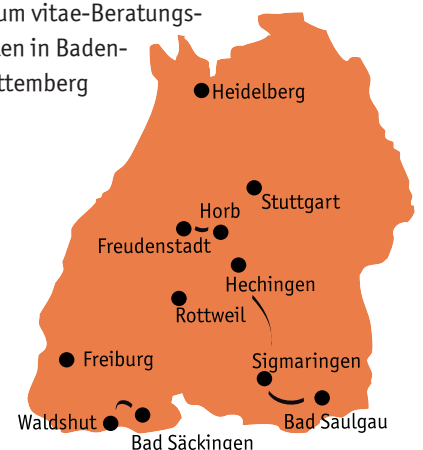 um vitae-Beratungs-
en in Baden-
ttemberg
Heidelberg
Stuttgart
Horb
Freudenstadt
Hechingen
Rottweil
Sigmaringen
Freiburg
Bad Saulgau
Waldshut
Bad Säckingen